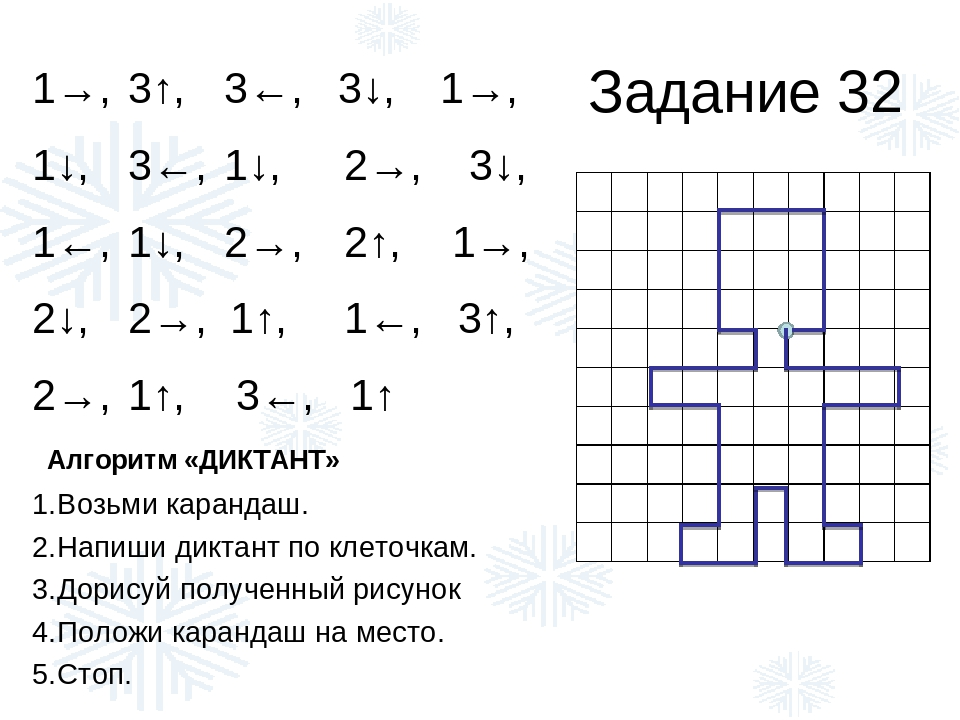 Задание 32
1→, 3↑, 3←, 3↓, 1→,
1↓, 3←, 1↓, 2→, 3↓,
1←, 1↓, 2→, 2↑, 1→,
2↓, 2→, 1↑, 1←, 3↑,
2→, 1↑, 3←, 1↑
Алгоритм «ДИКТАНТ»
1.Возьми карандаш.
2.Напиши диктант по клеточкам.
3.Дорисуй полученный рисунок
4.Положи карандаш на место.
5.Стоп.